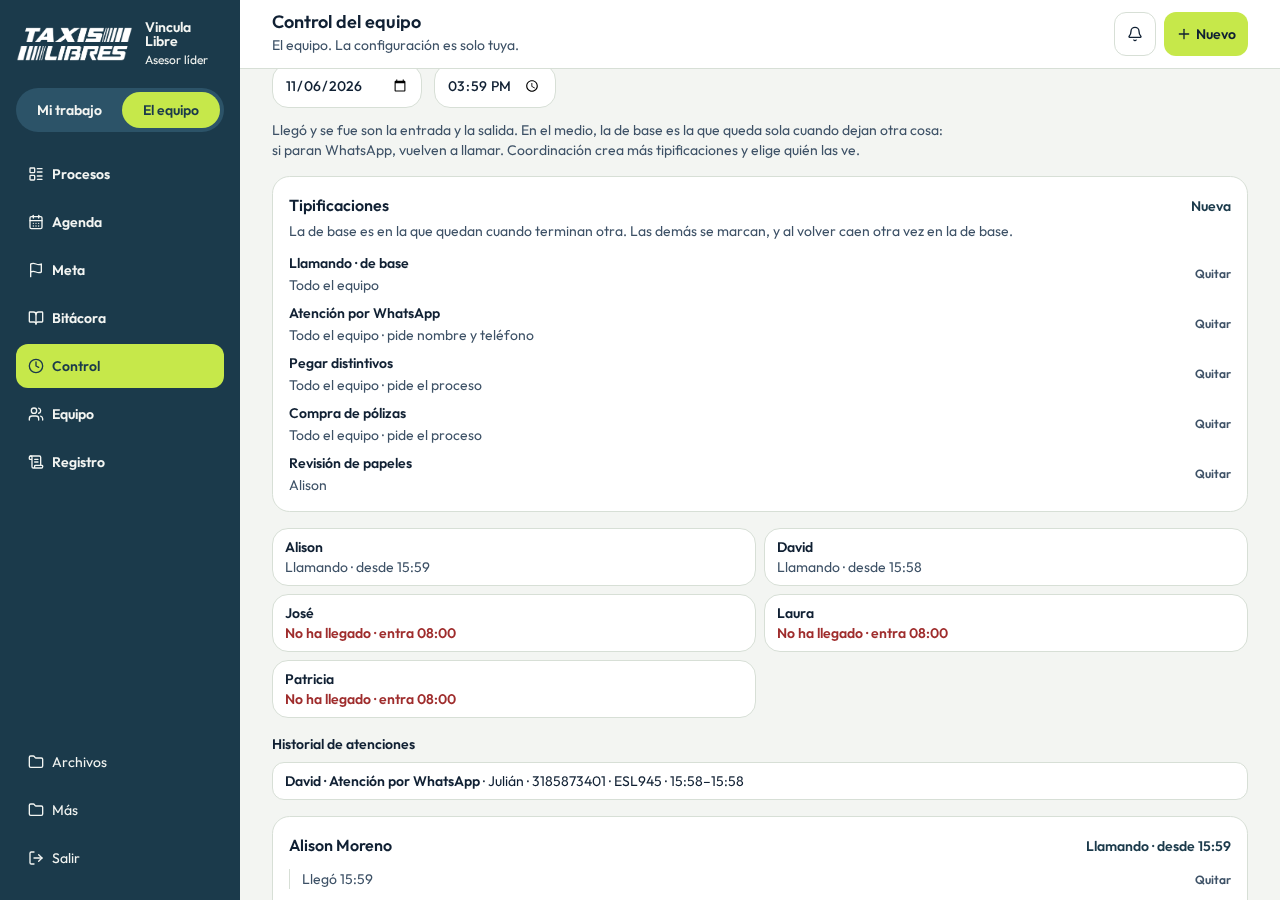 TAXIS
LIBRES
Vincula
Libre
Asesor líder
Mi trabajo
El equipo
Procesos
Agenda
Meta
Bitácora
Control
Equipo
Registro
Archivos
Más
Salir
Control del equipo
El equipo. La configuración es solo tuya.
Nuevo
11/06/2026
03:59 PM
Llegó y se fue son la entrada y la salida. En el medio, la de base es la que queda sola cuando dejan otra cosa:
si paran WhatsApp, vuelven a llamar. Coordinación crea más tipificaciones y elige quién las ve.
Tipificaciones
Nueva
La de base es en la que quedan cuando terminan otra. Las demás se marcan, y al volver caen otra vez en la de base.
Llamando · de base
Todo el equipo
Quitar
Atención por WhatsApp
Todo el equipo · pide nombre y teléfono
Quitar
Pegar distintivos
Todo el equipo · pide el proceso
Quitar
Compra de pólizas
Todo el equipo · pide el proceso
Quitar
Revisión de papeles
Alison
Quitar
Alison
Llamando · desde 15:59
David
Llamando · desde 15:58
José
No ha llegado · entra 08:00
Laura
No ha llegado · entra 08:00
Patricia
No ha llegado · entra 08:00
Historial de atenciones
David · Atención por WhatsApp · Julián · 3185873401 · ESL945 · 15:58–15:58
Alison Moreno
Llamando · desde 15:59
Llegó 15:59
Quitar